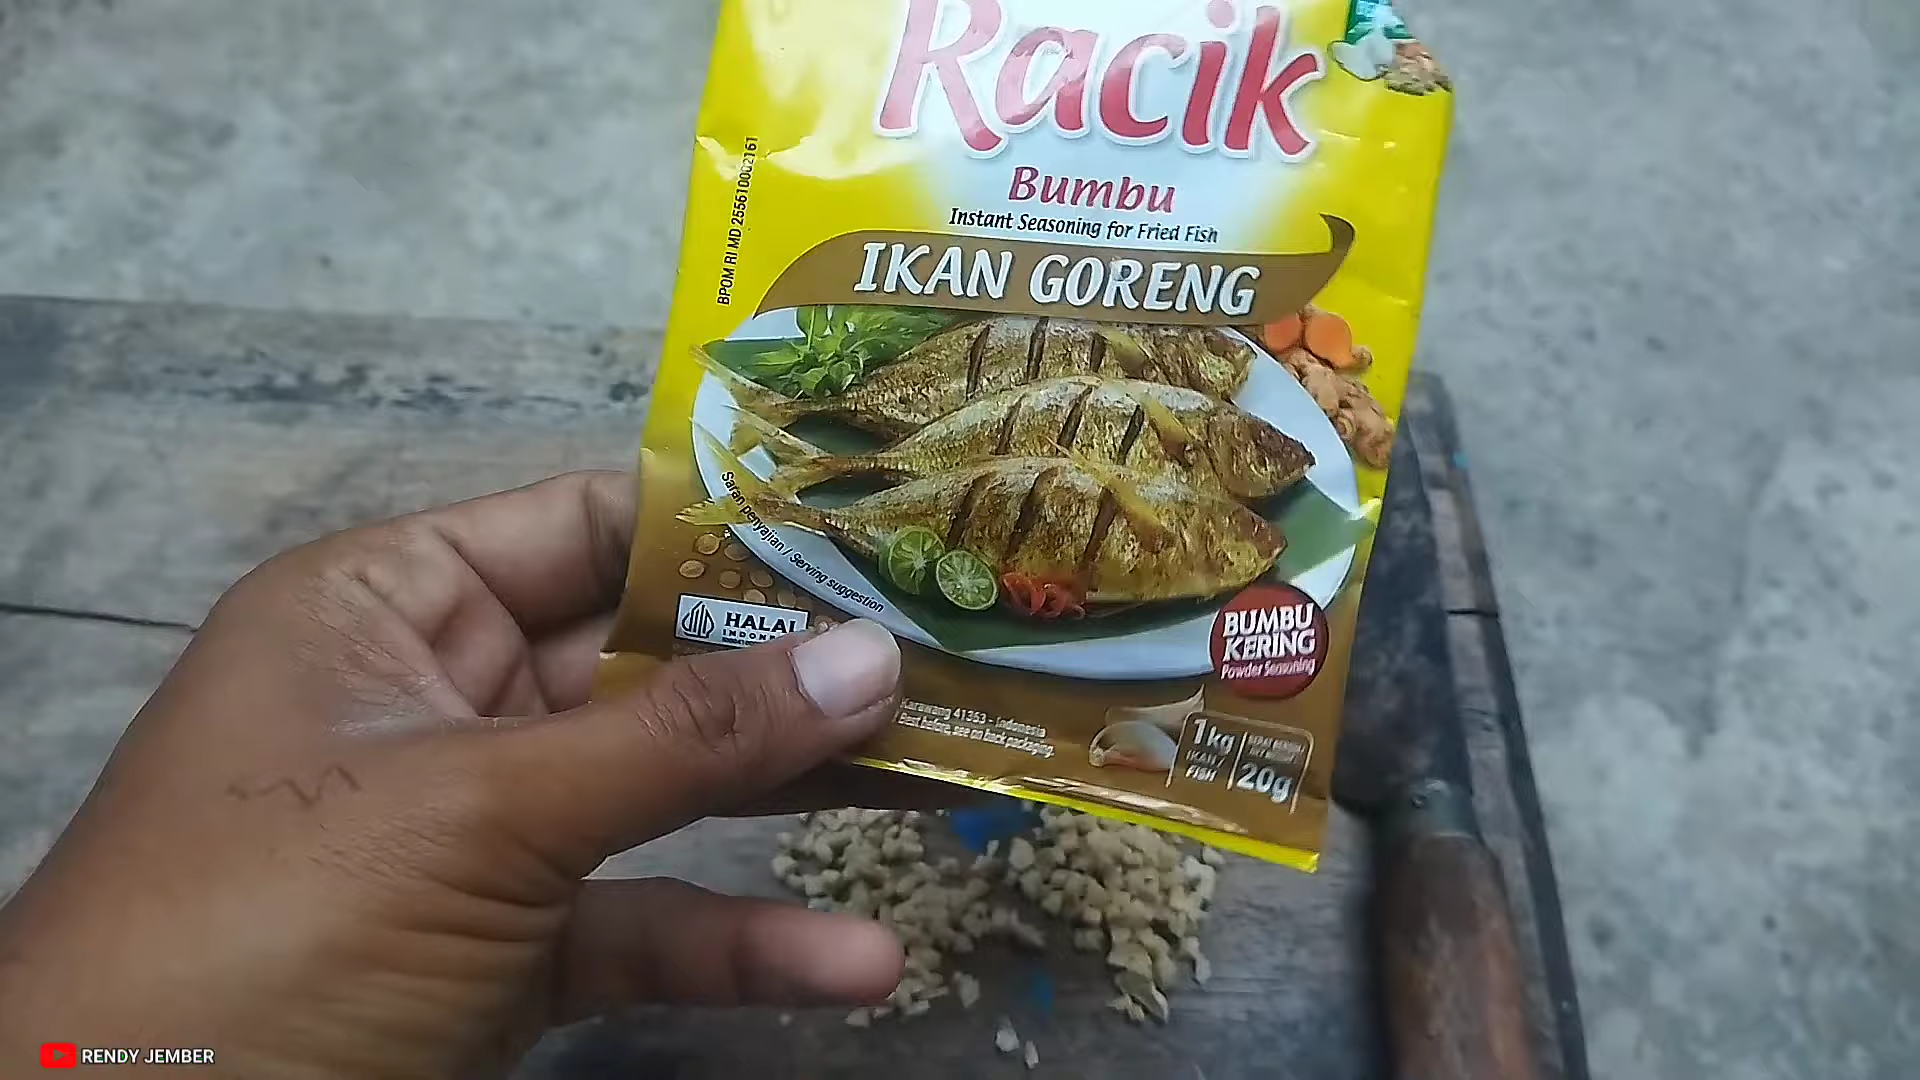 Racik
Bumbu
Instant Seasoning for Fried Fish
IKAN GORENG
BPOM RI MD 255610002161
Saran penyajian / Serving suggestion
HALAL
INDONESIA
BUMBU
KERING
Powder Seasoning
Karawang 41363 - Indonesia
Best before, see on back packaging.
1kg
IKAN /
FISH
20g
RENDY JEMBER